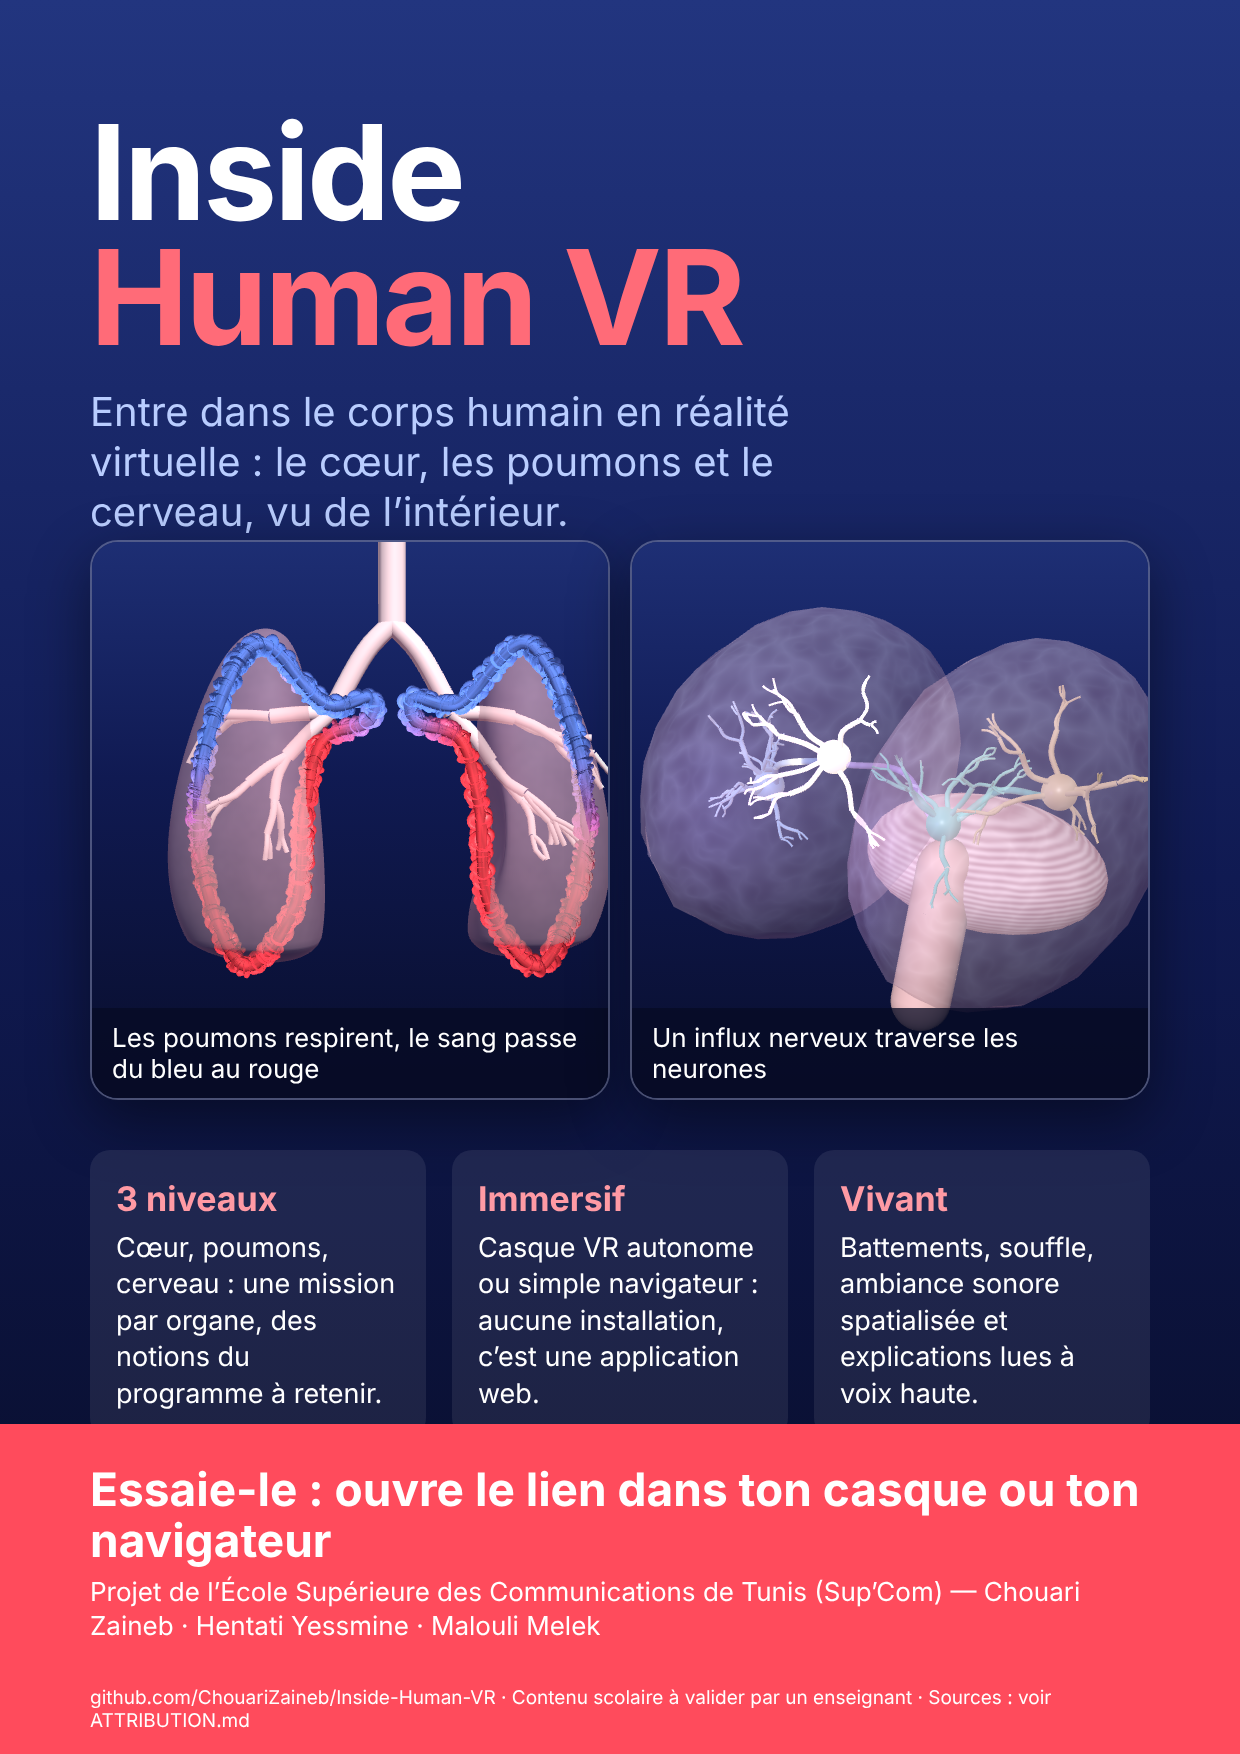 Inside
Human VR
Entre dans le corps humain en réalité
virtuelle : le cœur, les poumons et le
cerveau, vu de l’intérieur.
Les poumons respirent, le sang passe
du bleu au rouge
Un influx nerveux traverse les
neurones
3 niveaux
Cœur, poumons,
cerveau : une mission
par organe, des
notions du
programme à retenir.
Immersif
Casque VR autonome
ou simple navigateur :
aucune installation,
c’est une application
web.
Vivant
Battements, souffle,
ambiance sonore
spatialisée et
explications lues à
voix haute.
Essaie-le : ouvre le lien dans ton casque ou ton
navigateur
Projet de l’École Supérieure des Communications de Tunis (Sup’Com) — Chouari
Zaineb · Hentati Yessmine · Malouli Melek
github.com/ChouariZaineb/Inside-Human-VR · Contenu scolaire à valider par un enseignant · Sources : voir
ATTRIBUTION.md